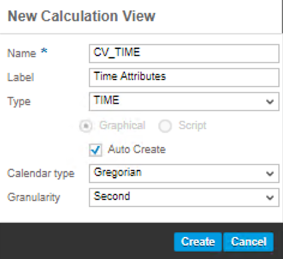 New Calculation View
Name * CV_TIME
Label Time Attributes
Type TIME
Graphical Script
Auto Create
Calendar type Gregorian
Granularity Second
Create Cancel